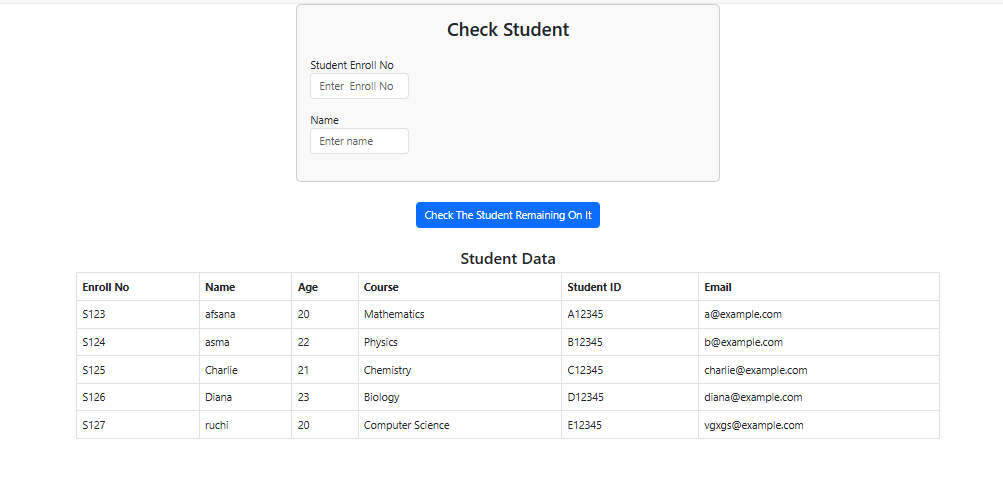 Check Student
Student Enroll No
Enter Enroll No
Name
Enter name
Check The Student Remaining On It
Student Data
Enroll No Name Age Course Student ID Email
S123 afsana 20 Mathematics A12345 a@example.com
S124 asma 22 Physics B12345 b@example.com
S125 Charlie 21 Chemistry C12345 charlie@example.com
S126 Diana 23 Biology D12345 diana@example.com
S127 ruchi 20 Computer Science E12345 vgxgs@example.com